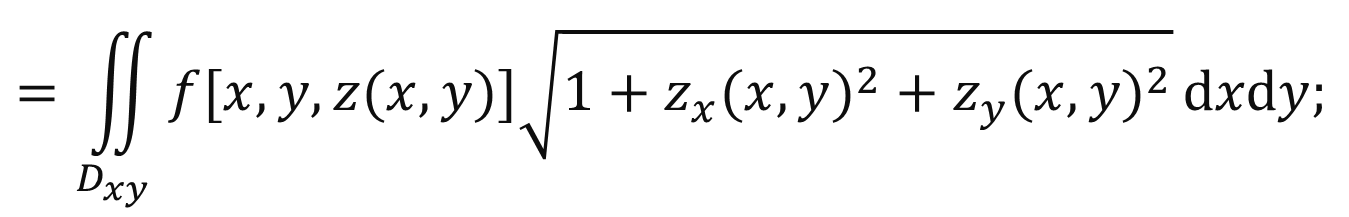 = ∬_{D_{xy}} f[x, y, z(x, y)] √(1 + z_x(x, y)² + z_y(x, y)²) dxdy;